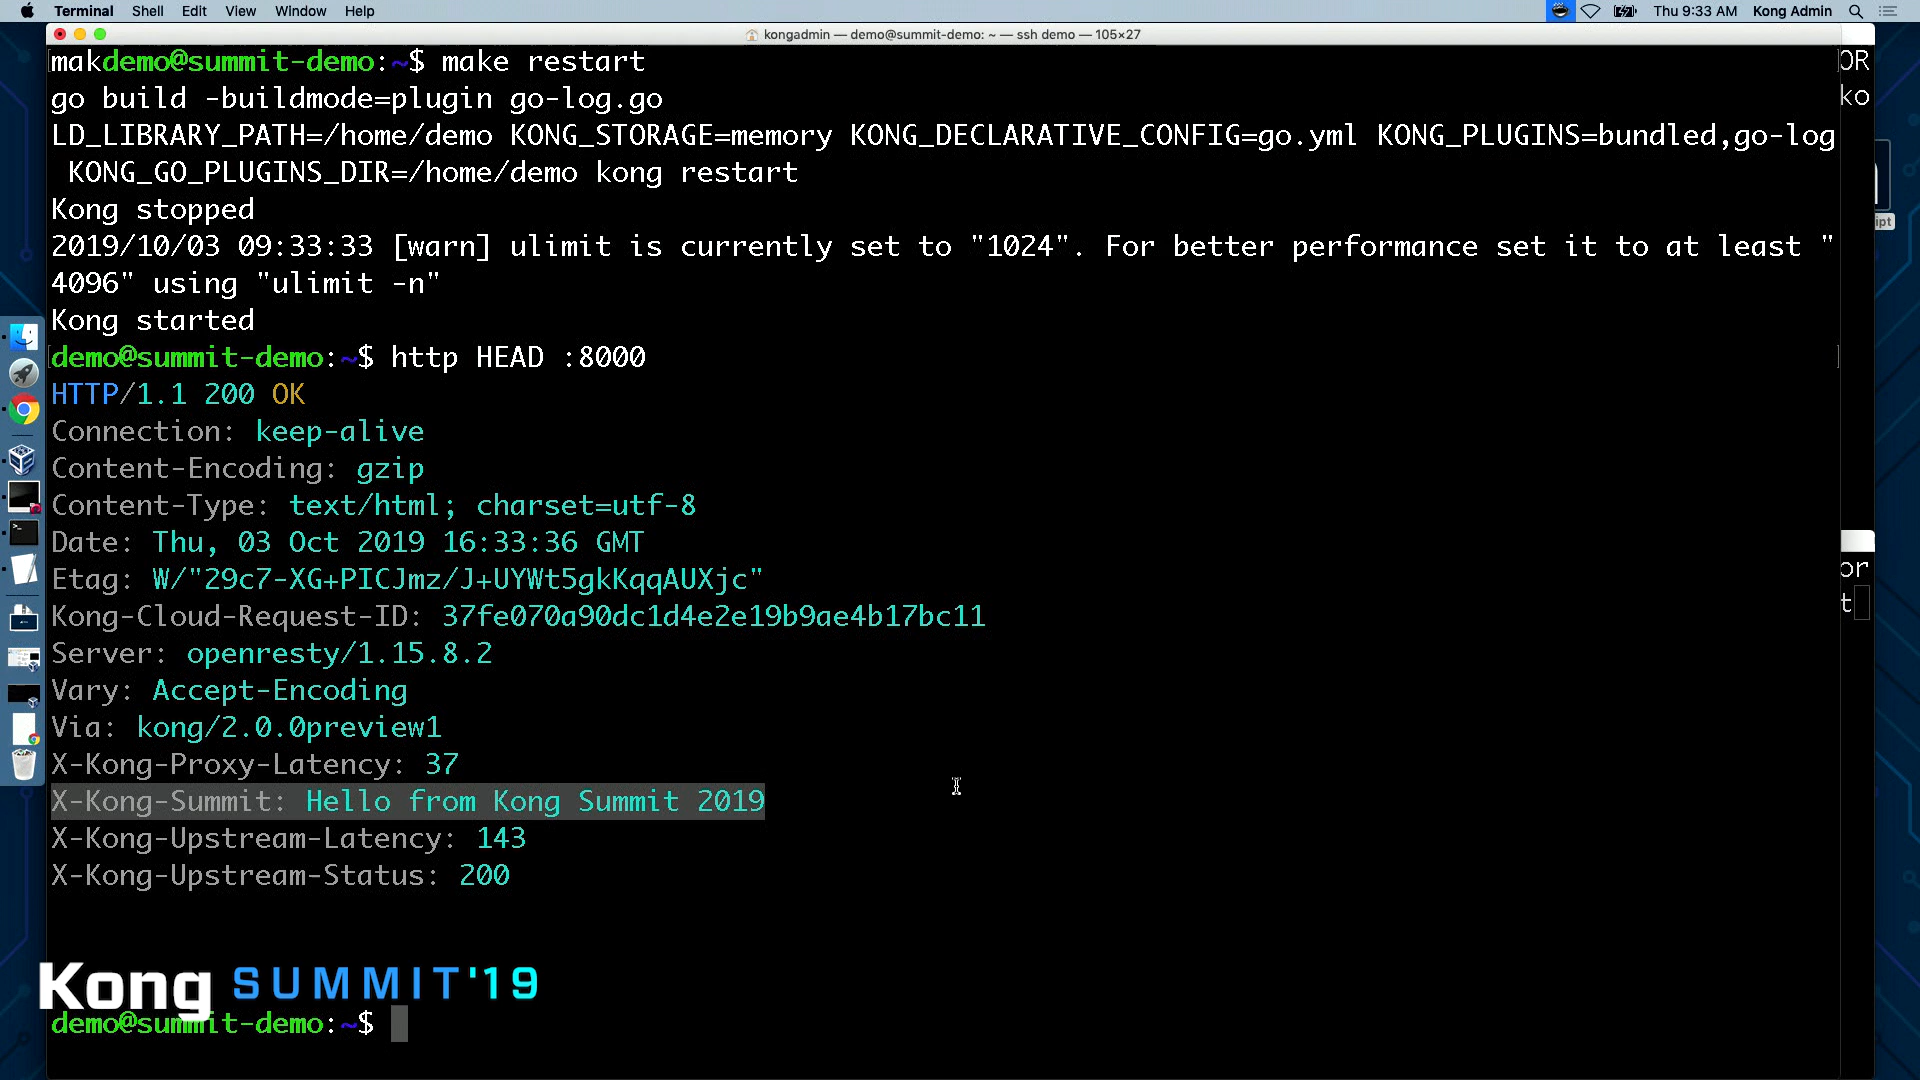 Terminal Shell Edit View Window Help Thu 9:33 AM Kong Admin
kongadmin — demo@summit-demo: ~ — ssh demo — 105×27
makdemo@summit-demo:~$ make restart
go build -buildmode=plugin go-log.go
LD_LIBRARY_PATH=/home/demo KONG_STORAGE=memory KONG_DECLARATIVE_CONFIG=go.yml KONG_PLUGINS=bundled,go-log
KONG_GO_PLUGINS_DIR=/home/demo kong restart
Kong stopped
2019/10/03 09:33:33 [warn] ulimit is currently set to "1024". For better performance set it to at least "
4096" using "ulimit -n"
Kong started
demo@summit-demo:~$ http HEAD :8000
HTTP/1.1 200 OK
Connection: keep-alive
Content-Encoding: gzip
Content-Type: text/html; charset=utf-8
Date: Thu, 03 Oct 2019 16:33:36 GMT
Etag: W/"29c7-XG+PICJmz/J+UYWt5gkKqqAUXjc"
Kong-Cloud-Request-ID: 37fe070a90dc1d4e2e19b9ae4b17bc11
Server: openresty/1.15.8.2
Vary: Accept-Encoding
Via: kong/2.0.0preview1
X-Kong-Proxy-Latency: 37
X-Kong-Summit: Hello from Kong Summit 2019
X-Kong-Upstream-Latency: 143
X-Kong-Upstream-Status: 200
Kong SUMMIT'19
demo@summit-demo:~$
OR
ko
ipt
or
t